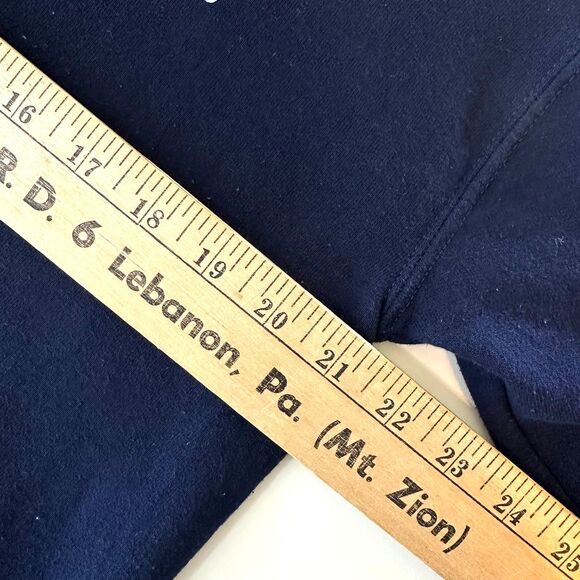 16 17 18 19 20 21 22 23 24 25
R. D. 6 Lebanon, Pa. (Mt. Zion)